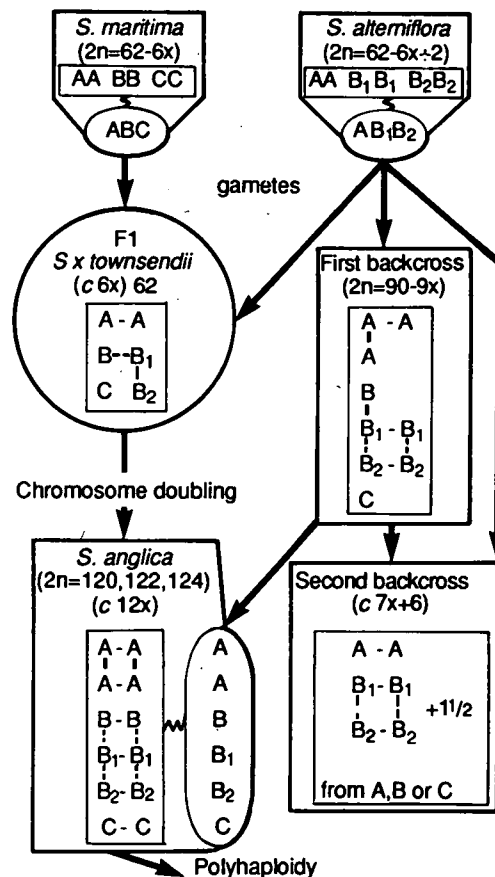 S. maritima
(2n=62-6x)
AA BB CC
ABC
S. alterniflora
(2n=62-6x÷2)
AA B₁B₁ B₂B₂
AB₁B₂
gametes
F1
S x townsendii
(c 6x) 62
A - A
B--B₁
C B₂
First backcross
(2n=90-9x)
A - A
A
B
B₁ - B₁
B₂ - B₂
C
Chromosome doubling
S. anglica
(2n=120,122,124)
(c 12x)
A - A
A - A
B - B
B₁ - B₁
B₂ - B₂
C - C
A
A
B
B₁
B₂
C
Second backcross
(c 7x+6)
A - A
B₁ - B₁
B₂ - B₂
+1¹/2
from A,B or C
Polyhaploidy